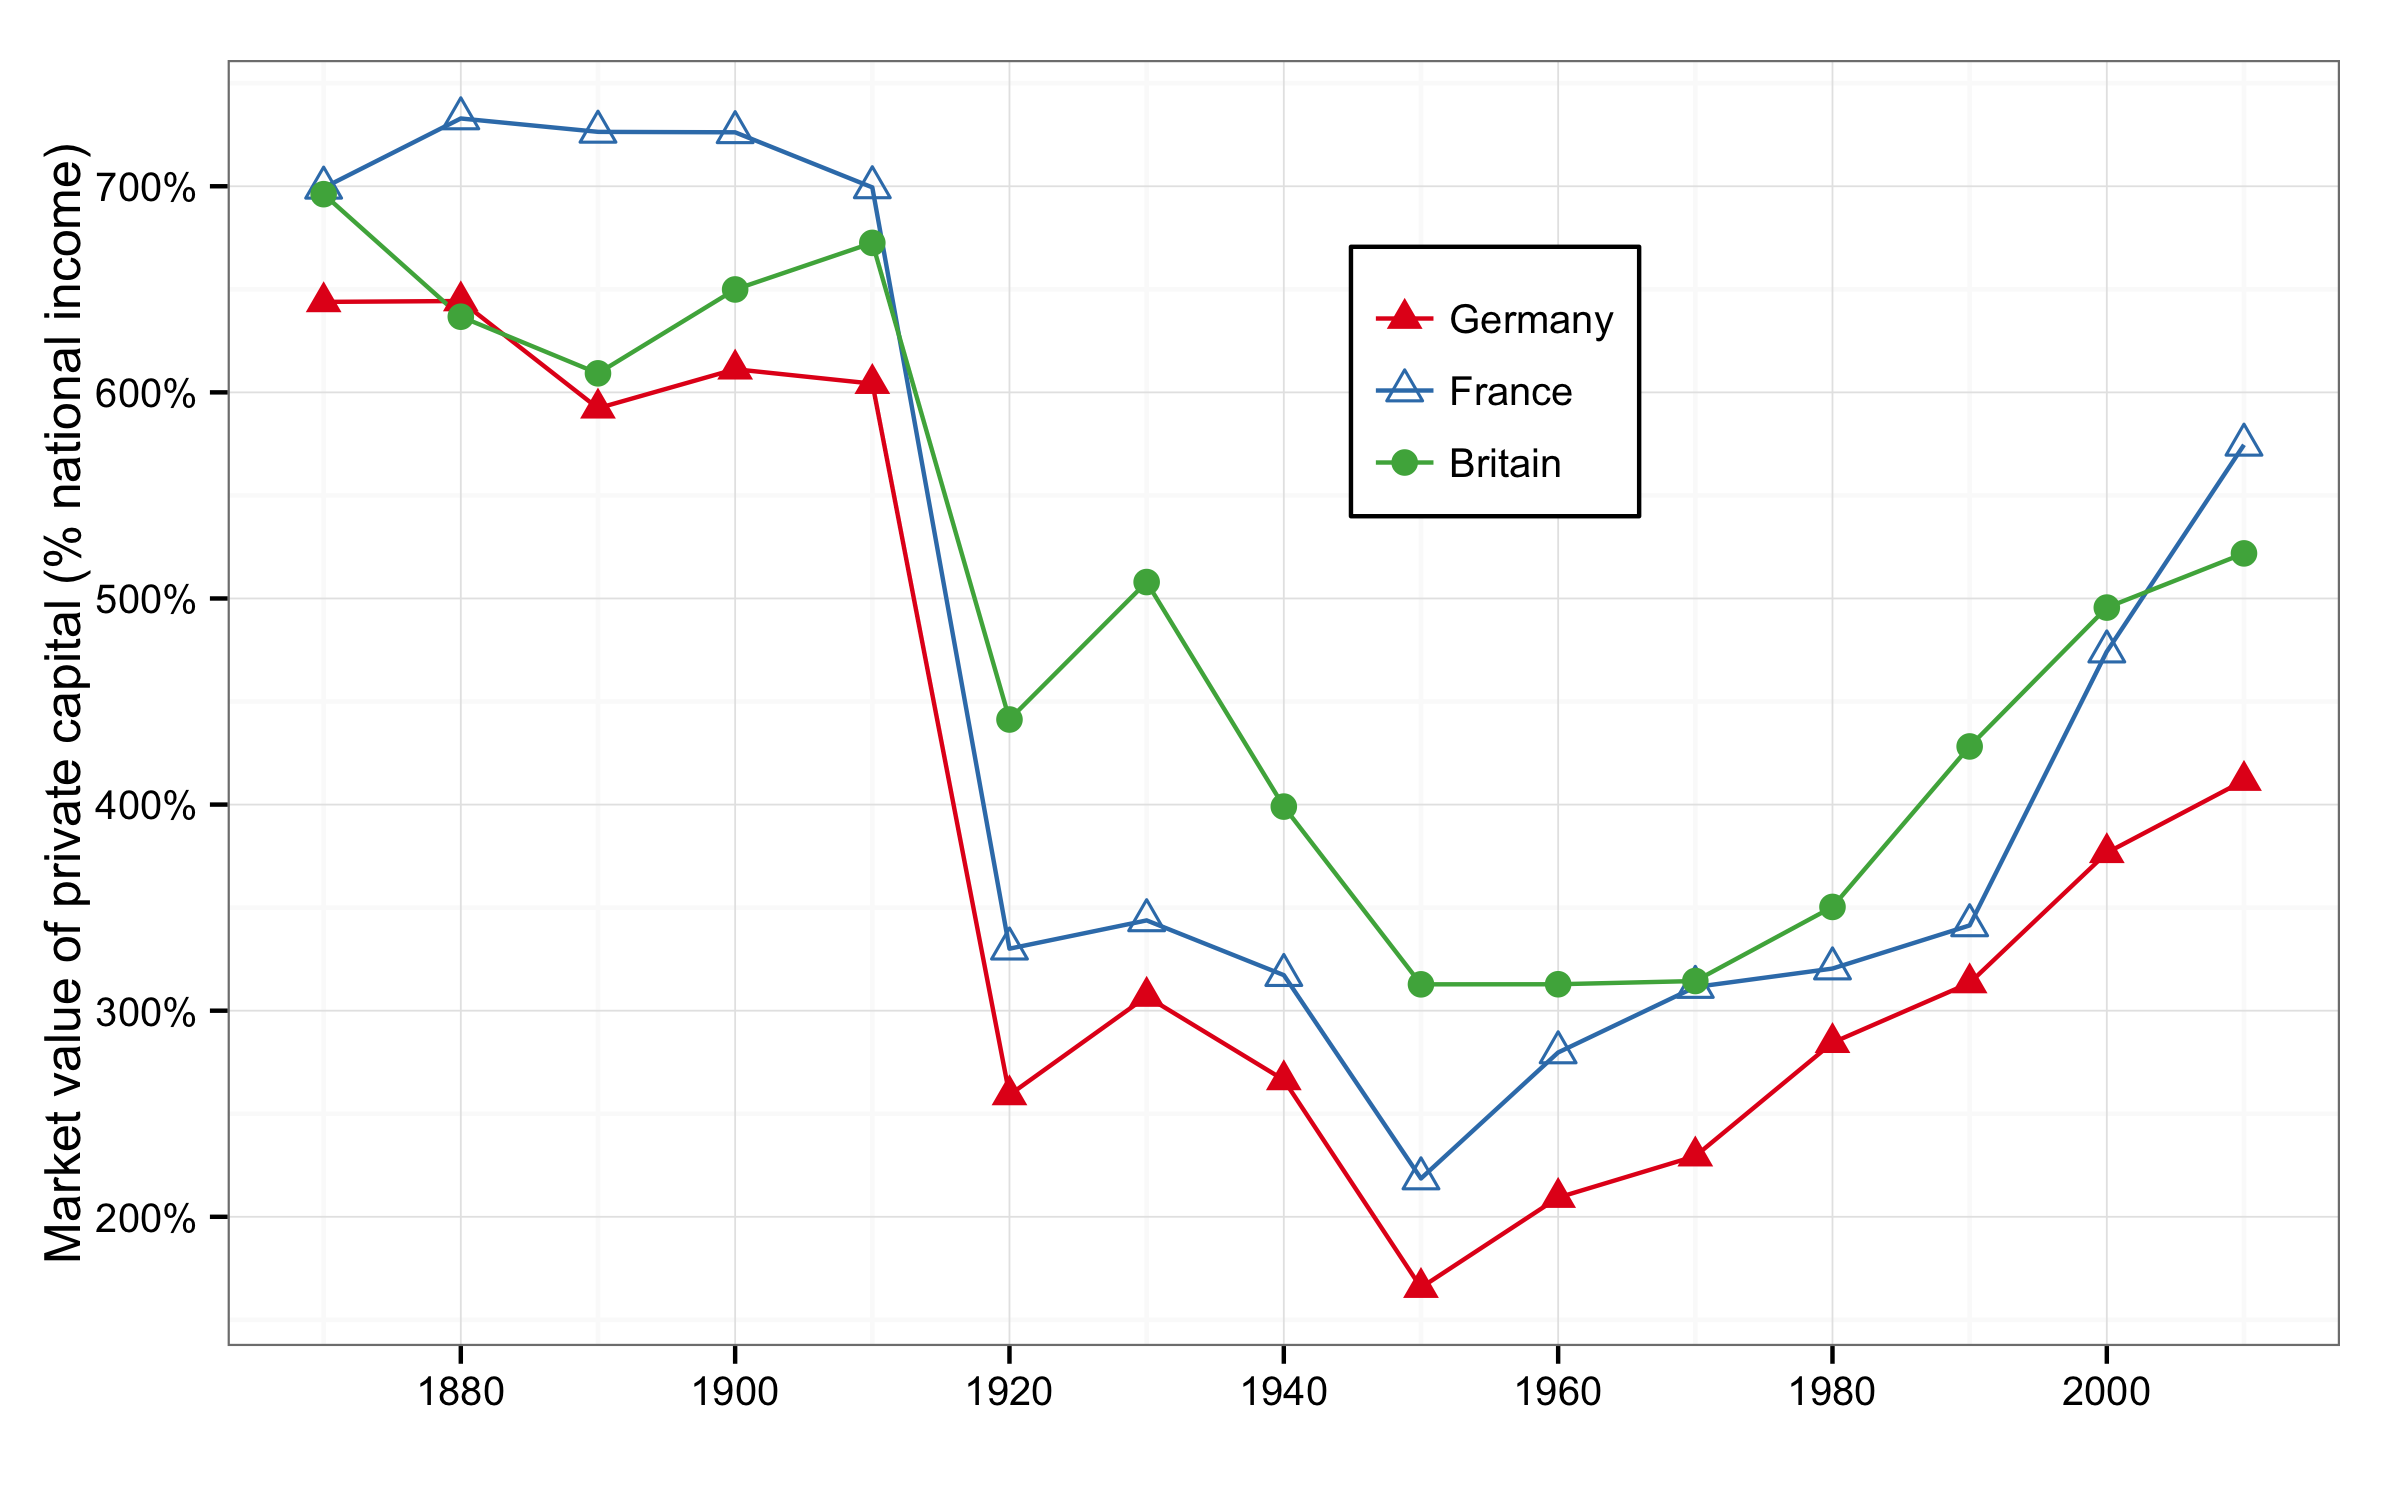 Market value of private capital (% national income)
700%
600%
500%
400%
300%
200%
Germany
France
Britain
1880 1900 1920 1940 1960 1980 2000